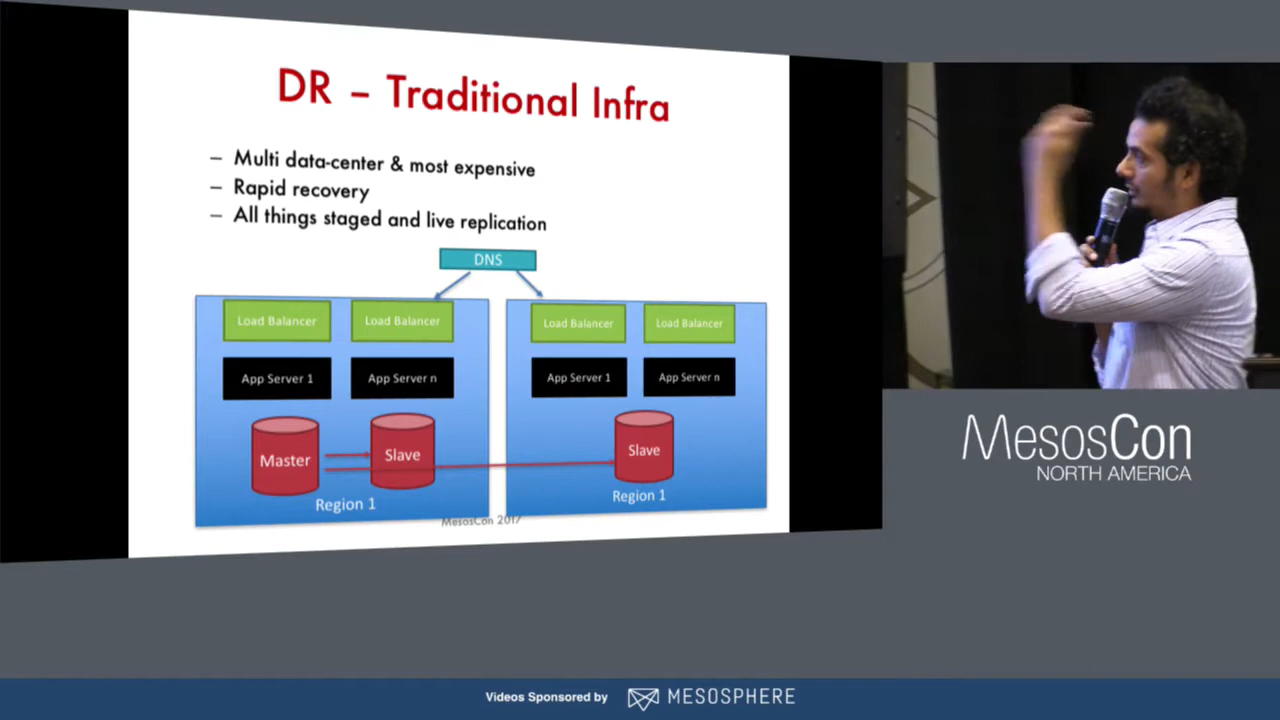 DR – Traditional Infra
– Multi data-center & most expensive
– Rapid recovery
– All things staged and live replication
DNS
Load Balancer
Load Balancer
Load Balancer
Load Balancer
App Server 1
App Server n
App Server 1
App Server n
Master
Slave
Slave
Region 1
Region 1
MesosCon 2017
MesosCon
NORTH AMERICA
Videos Sponsored by
MESOSPHERE